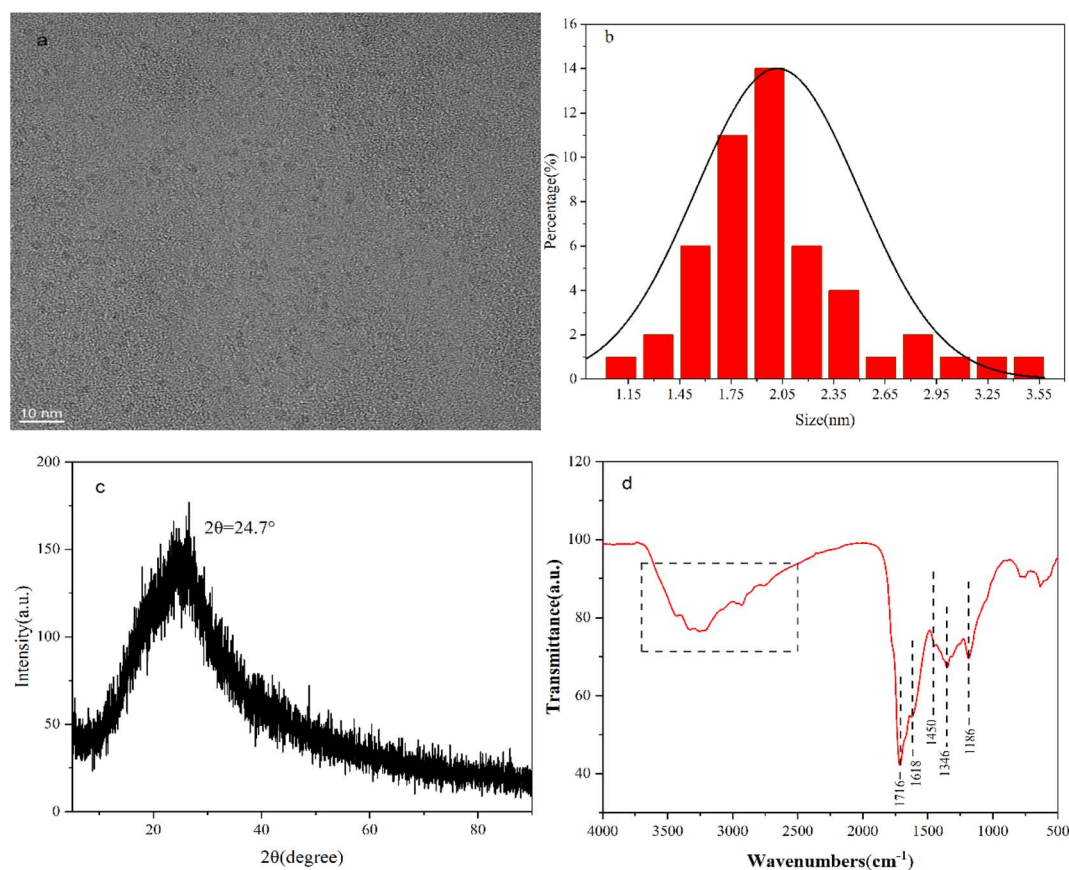 a
10 nm
b
Percentage(%)
16
14
12
10
8
6
4
2
0
1.15 1.45 1.75 2.05 2.35 2.65 2.95 3.25 3.55
Size(nm)
c
2θ=24.7°
Intensity(a.u.)
200
150
100
50
0
20 40 60 80
2θ(degree)
d
Transmittance(a.u.)
120
100
80
60
40
1716
1618
1450
1346
1186
4000 3500 3000 2500 2000 1500 1000 500
Wavenumbers(cm⁻¹)